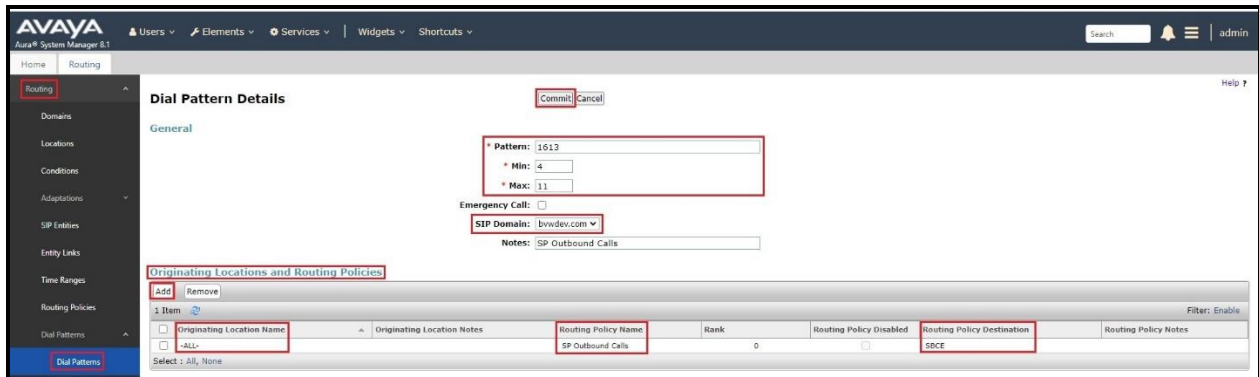 AVAYA
Aura® System Manager 8.1
Users Elements Services | Widgets Shortcuts
Search
admin
Home Routing
Help ?
Routing
Domains
Locations
Conditions
Adaptations
SIP Entities
Entity Links
Time Ranges
Routing Policies
Dial Patterns
Dial Patterns
Dial Pattern Details
Commit Cancel
General
* Pattern: 1613
* Min: 4
* Max: 11
Emergency Call:
SIP Domain: bvwdev.com
Notes: SP Outbound Calls
Originating Locations and Routing Policies
Add Remove
1 Item
Filter: Enable
Originating Location Name Originating Location Notes Routing Policy Name Rank Routing Policy Disabled Routing Policy Destination Routing Policy Notes
-ALL- SP Outbound Calls 0 SBCE
Select : All, None